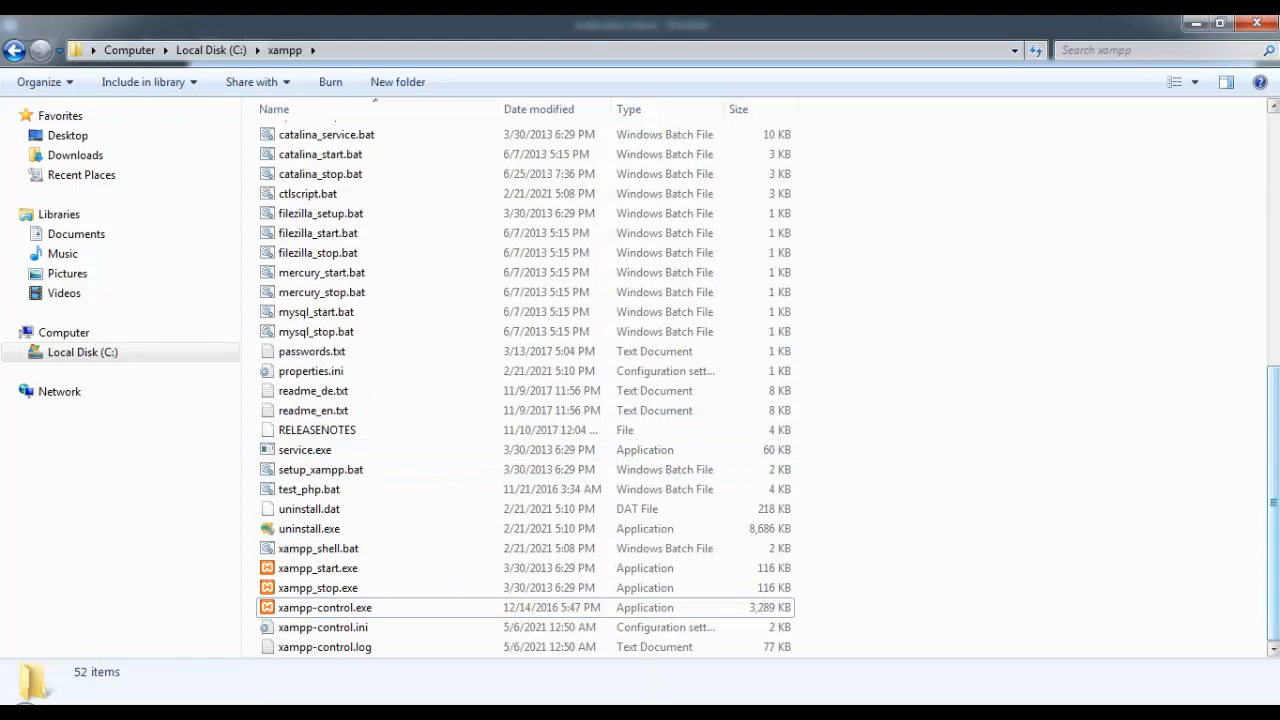 Computer Local Disk (C:) xampp Search xampp
Organize Include in library Share with Burn New folder
Name Date modified Type Size
Favorites
Desktop
Downloads
Recent Places
Libraries
Documents
Music
Pictures
Videos
Computer
Local Disk (C:)
Network
catalina_service.bat 3/30/2013 6:29 PM Windows Batch File 10 KB
catalina_start.bat 6/7/2013 5:15 PM Windows Batch File 3 KB
catalina_stop.bat 6/25/2013 7:36 PM Windows Batch File 3 KB
ctlscript.bat 2/21/2021 5:08 PM Windows Batch File 3 KB
filezilla_setup.bat 3/30/2013 6:29 PM Windows Batch File 1 KB
filezilla_start.bat 6/7/2013 5:15 PM Windows Batch File 1 KB
filezilla_stop.bat 6/7/2013 5:15 PM Windows Batch File 1 KB
mercury_start.bat 6/7/2013 5:15 PM Windows Batch File 1 KB
mercury_stop.bat 6/7/2013 5:15 PM Windows Batch File 1 KB
mysql_start.bat 6/7/2013 5:15 PM Windows Batch File 1 KB
mysql_stop.bat 6/7/2013 5:15 PM Windows Batch File 1 KB
passwords.txt 3/13/2017 5:04 PM Text Document 1 KB
properties.ini 2/21/2021 5:10 PM Configuration sett... 1 KB
readme_de.txt 11/9/2017 11:56 PM Text Document 8 KB
readme_en.txt 11/9/2017 11:56 PM Text Document 8 KB
RELEASENOTES 11/10/2017 12:04 ... File 4 KB
service.exe 3/30/2013 6:29 PM Application 60 KB
setup_xampp.bat 3/30/2013 6:29 PM Windows Batch File 2 KB
test_php.bat 11/21/2016 3:34 AM Windows Batch File 4 KB
uninstall.dat 2/21/2021 5:10 PM DAT File 218 KB
uninstall.exe 2/21/2021 5:10 PM Application 8,686 KB
xampp_shell.bat 2/21/2021 5:08 PM Windows Batch File 2 KB
xampp_start.exe 3/30/2013 6:29 PM Application 116 KB
xampp_stop.exe 3/30/2013 6:29 PM Application 116 KB
xampp-control.exe 12/14/2016 5:47 PM Application 3,289 KB
xampp-control.ini 5/6/2021 12:50 AM Configuration sett... 2 KB
xampp-control.log 5/6/2021 12:50 AM Text Document 77 KB
52 items